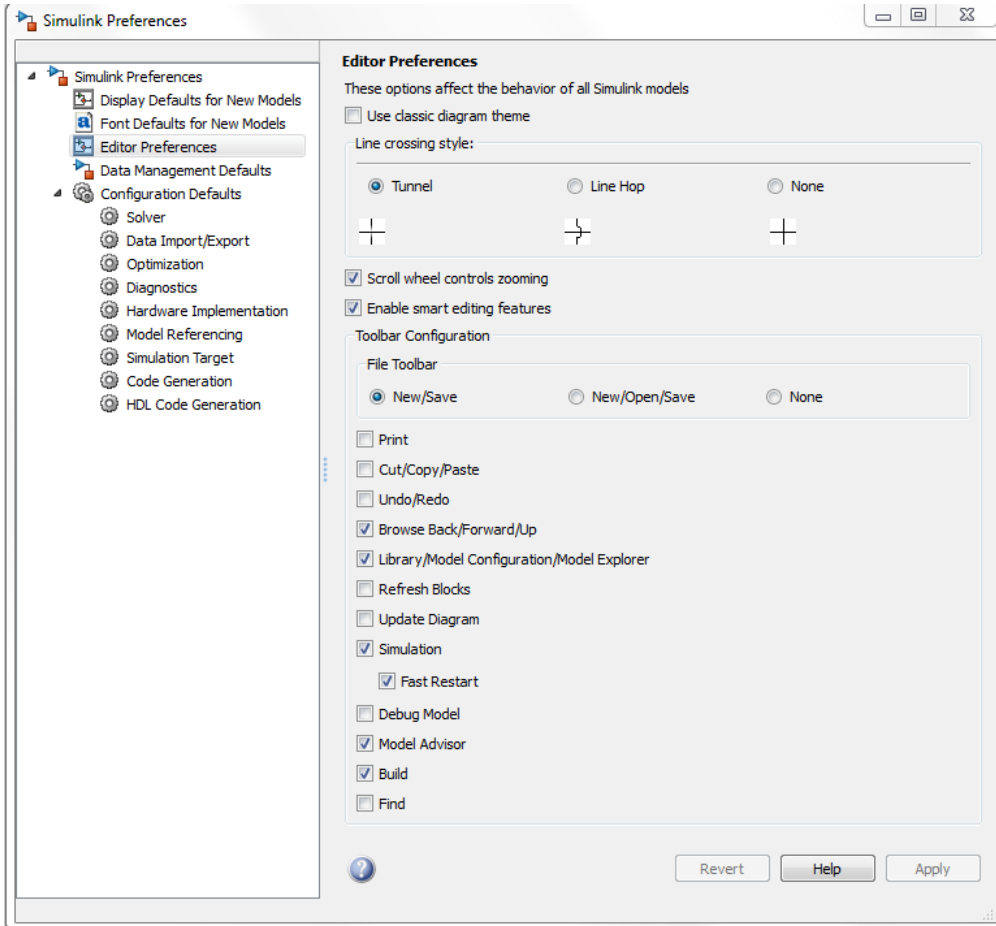 Simulink Preferences
Simulink Preferences
Display Defaults for New Models
Font Defaults for New Models
Editor Preferences
Data Management Defaults
Configuration Defaults
Solver
Data Import/Export
Optimization
Diagnostics
Hardware Implementation
Model Referencing
Simulation Target
Code Generation
HDL Code Generation
Editor Preferences
These options affect the behavior of all Simulink models
Use classic diagram theme
Line crossing style:
Tunnel Line Hop None
Scroll wheel controls zooming
Enable smart editing features
Toolbar Configuration
File Toolbar
New/Save New/Open/Save None
Print
Cut/Copy/Paste
Undo/Redo
Browse Back/Forward/Up
Library/Model Configuration/Model Explorer
Refresh Blocks
Update Diagram
Simulation
Fast Restart
Debug Model
Model Advisor
Build
Find
Revert Help Apply